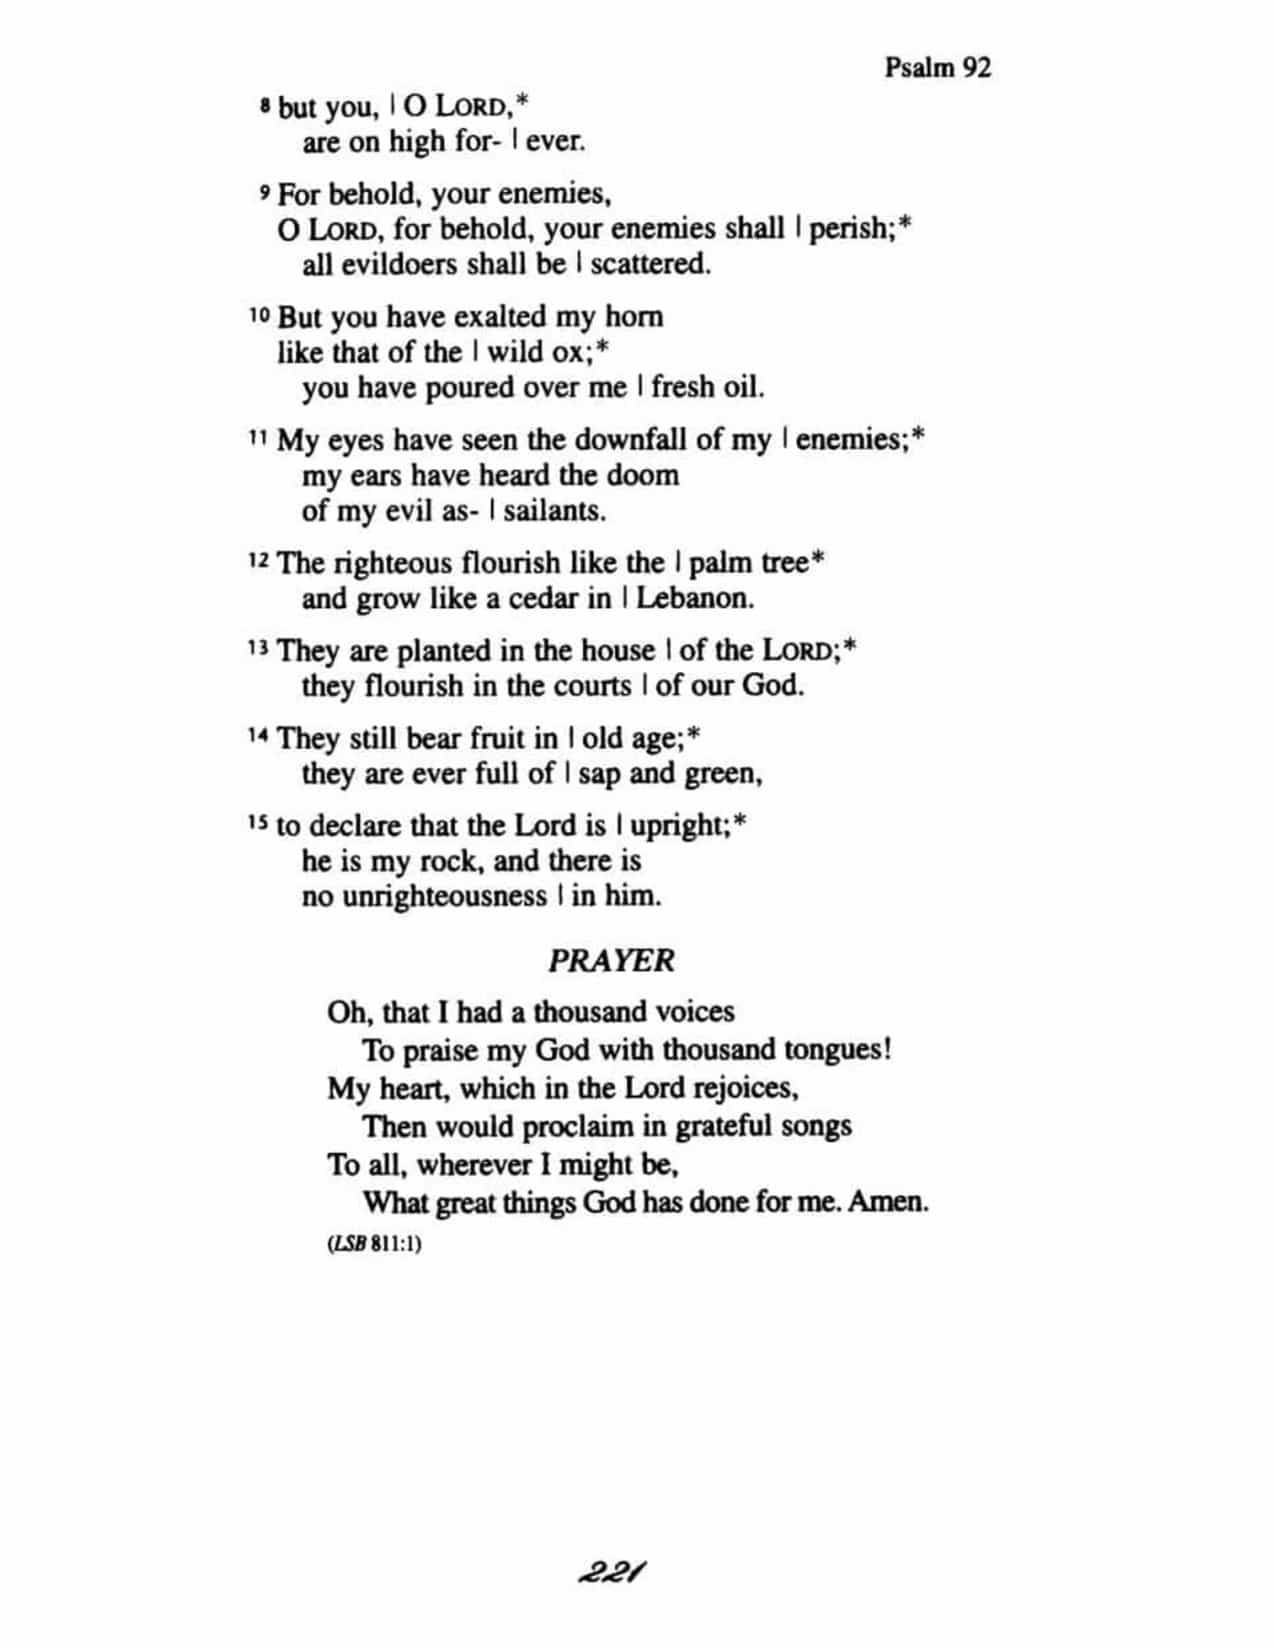 Psalm 92
8 but you, | O LORD,*
are on high for- | ever.
9 For behold, your enemies,
O LORD, for behold, your enemies shall | perish;*
all evildoers shall be | scattered.
10 But you have exalted my horn
like that of the | wild ox;*
you have poured over me | fresh oil.
11 My eyes have seen the downfall of my | enemies;*
my ears have heard the doom
of my evil as- | sailants.
12 The righteous flourish like the | palm tree*
and grow like a cedar in | Lebanon.
13 They are planted in the house | of the LORD;*
they flourish in the courts | of our God.
14 They still bear fruit in | old age;*
they are ever full of | sap and green,
15 to declare that the Lord is | upright;*
he is my rock, and there is
no unrighteousness | in him.
PRAYER
Oh, that I had a thousand voices
To praise my God with thousand tongues!
My heart, which in the Lord rejoices,
Then would proclaim in grateful songs
To all, wherever I might be,
What great things God has done for me. Amen.
(LSB 811:1)
221